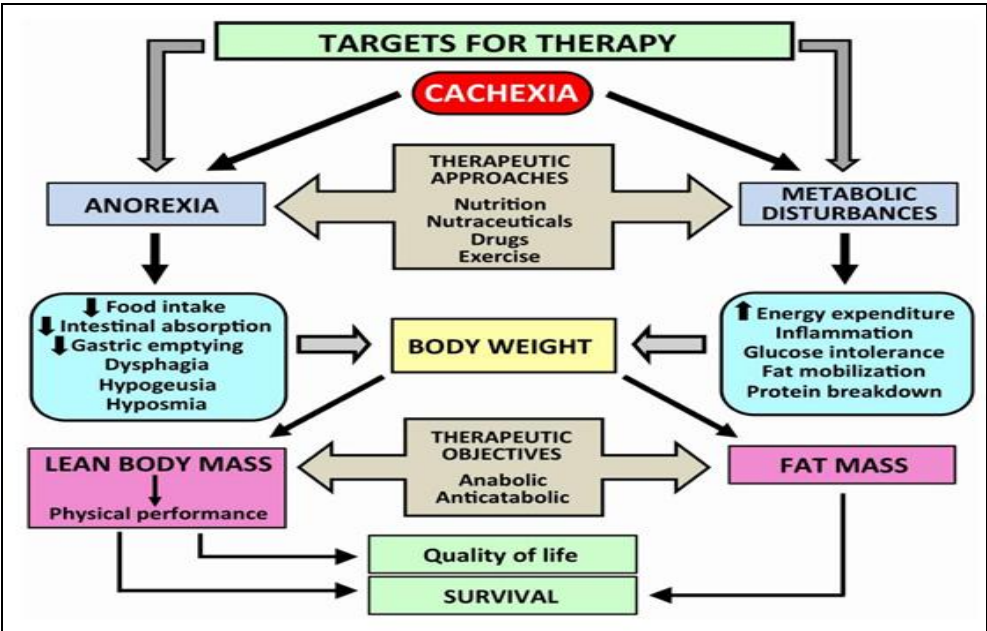 TARGETS FOR THERAPY
CACHEXIA
THERAPEUTIC
APPROACHES
Nutrition
Nutraceuticals
Drugs
Exercise
ANOREXIA
METABOLIC
DISTURBANCES
Food intake
Intestinal absorption
Gastric emptying
Dysphagia
Hypogeusia
Hyposmia
BODY WEIGHT
Energy expenditure
Inflammation
Glucose intolerance
Fat mobilization
Protein breakdown
THERAPEUTIC
OBJECTIVES
Anabolic
Anticatabolic
LEAN BODY MASS
Physical performance
FAT MASS
Quality of life
SURVIVAL